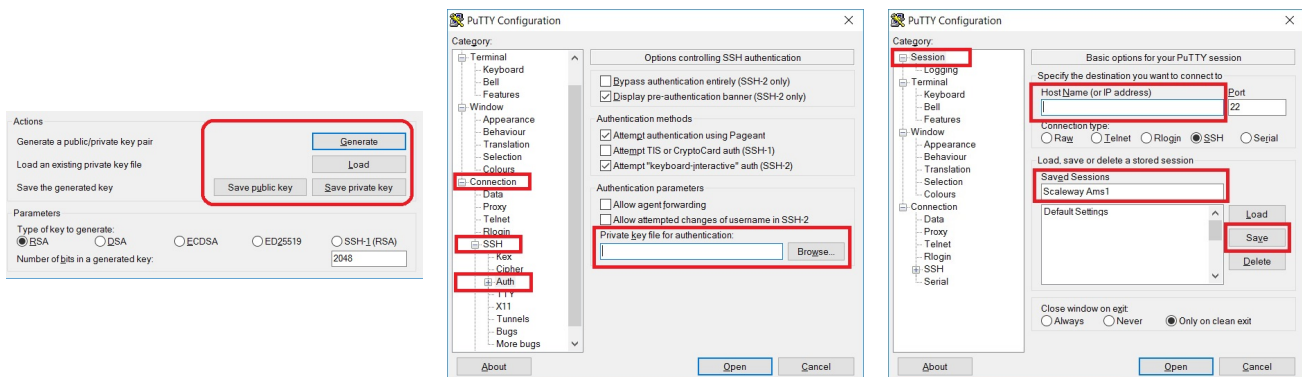 Actions
Generate a public/private key pair
Generate
Load an existing private key file
Load
Save the generated key
Save public key
Save private key
Parameters
Type of key to generate:
RSA
DSA
ECDSA
ED25519
SSH-1 (RSA)
Number of bits in a generated key:
2048
PuTTY Configuration
Category:
Terminal
Keyboard
Bell
Features
Window
Appearance
Behaviour
Translation
Selection
Colours
Connection
Data
Proxy
Telnet
Rlogin
SSH
Kex
Cipher
Auth
TTY
X11
Tunnels
Bugs
More bugs
Options controlling SSH authentication
Bypass authentication entirely (SSH-2 only)
Display pre-authentication banner (SSH-2 only)
Authentication methods
Attempt authentication using Pageant
Attempt TIS or CryptoCard auth (SSH-1)
Attempt "keyboard-interactive" auth (SSH-2)
Authentication parameters
Allow agent forwarding
Allow attempted changes of username in SSH-2
Private key file for authentication:
Browse...
About
Open
Cancel
PuTTY Configuration
Category:
Session
Logging
Terminal
Keyboard
Bell
Features
Window
Appearance
Behaviour
Translation
Selection
Colours
Connection
Data
Proxy
Telnet
Rlogin
SSH
Serial
Basic options for your PuTTY session
Specify the destination you want to connect to
Host Name (or IP address)
Port
22
Connection type:
Raw
Telnet
Rlogin
SSH
Serial
Load, save or delete a stored session
Saved Sessions
Scaleway Ams1
Default Settings
Load
Save
Delete
Close window on exit:
Always
Never
Only on clean exit
About
Open
Cancel